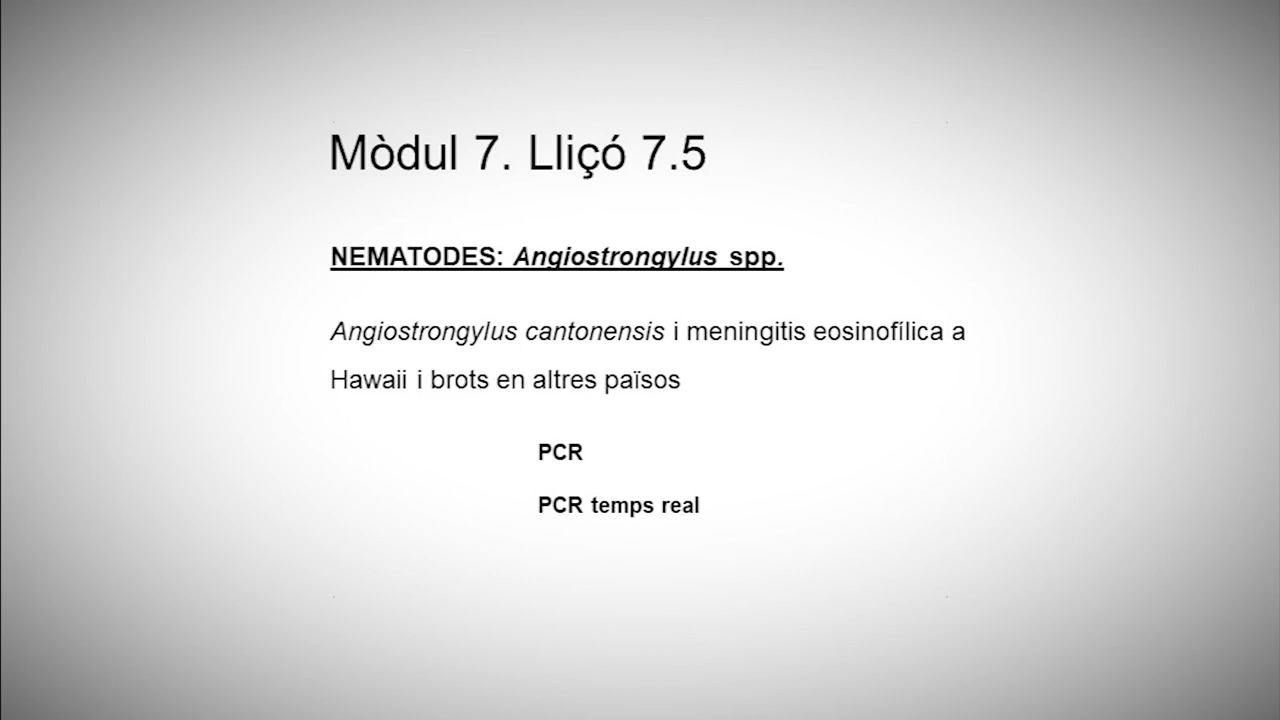 Mòdul 7. Lliçó 7.5
NEMATODES: Angiostrongylus spp.
Angiostrongylus cantonensis i meningitis eosinofílica a
Hawaii i brots en altres països
PCR
PCR temps real